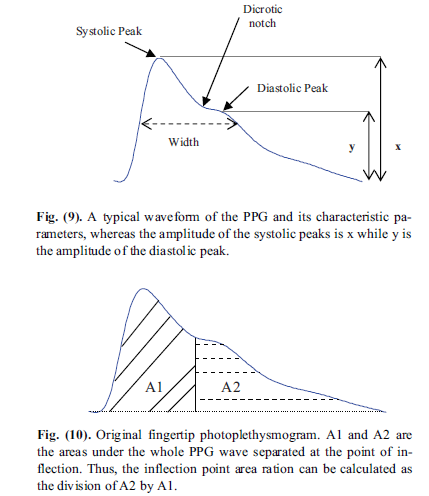 Dicrotic
notch
Systolic Peak
Diastolic Peak
Width
y
x
Fig. (9). A typical waveform of the PPG and its characteristic pa-
rameters, whereas the amplitude of the systolic peaks is x while y is
the amplitude of the diastolic peak.
A1
A2
Fig. (10). Original fingertip photoplethysmogram. A1 and A2 are
the areas under the whole PPG wave separated at the point of in-
flection. Thus, the inflection point area ration can be calculated as
the division of A2 by A1.